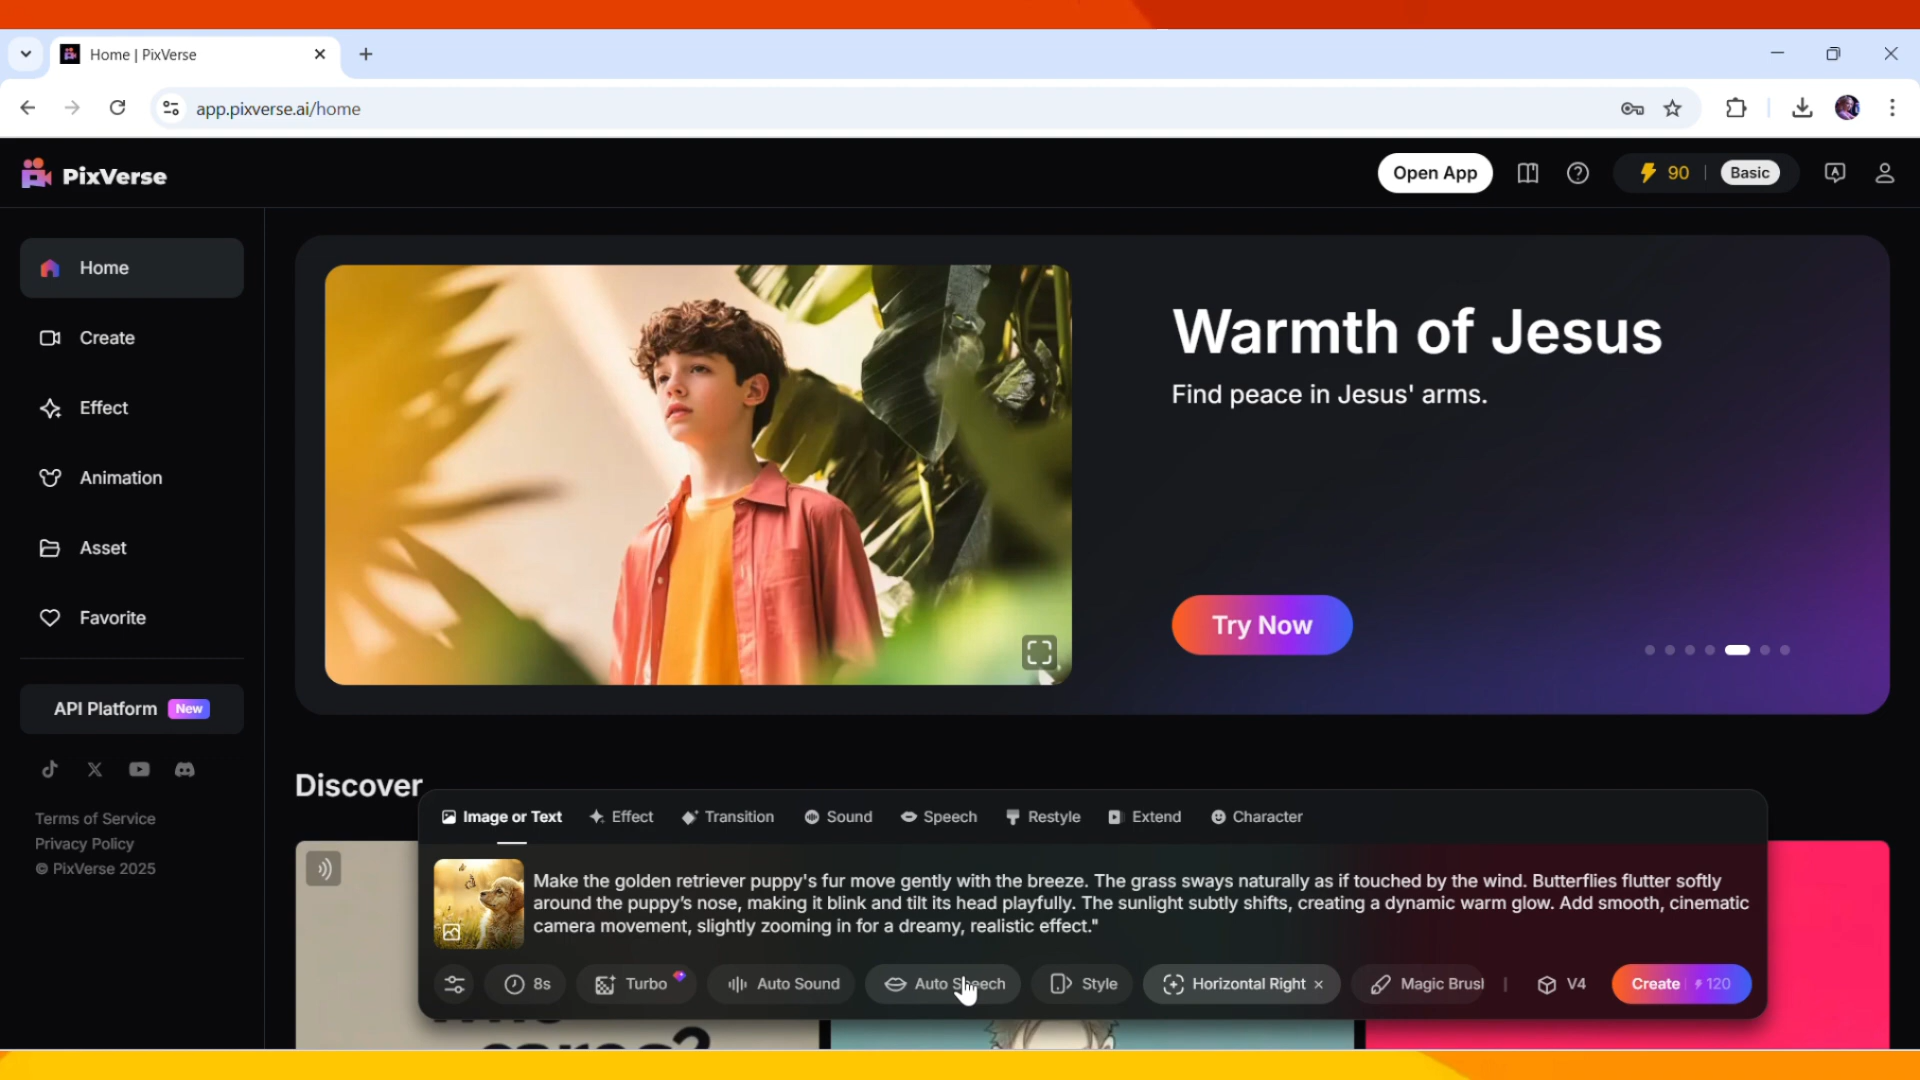 Home | PixVerse
app.pixverse.ai/home
PixVerse
Open App
90
Basic
Home
Create
Effect
Animation
Asset
Favorite
API Platform New
Terms of Service
Privacy Policy
© PixVerse 2025
Warmth of Jesus
Find peace in Jesus' arms.
Try Now
Discover
Image or Text
Effect
Transition
Sound
Speech
Restyle
Extend
Character
Make the golden retriever puppy's fur move gently with the breeze. The grass sways naturally as if touched by the wind. Butterflies flutter softly
around the puppy's nose, making it blink and tilt its head playfully. The sunlight subtly shifts, creating a dynamic warm glow. Add smooth, cinematic
camera movement, slightly zooming in for a dreamy, realistic effect."
8s
Turbo
Auto Sound
Auto Speech
Style
Horizontal Right
Magic Brusl
V4
Create 120